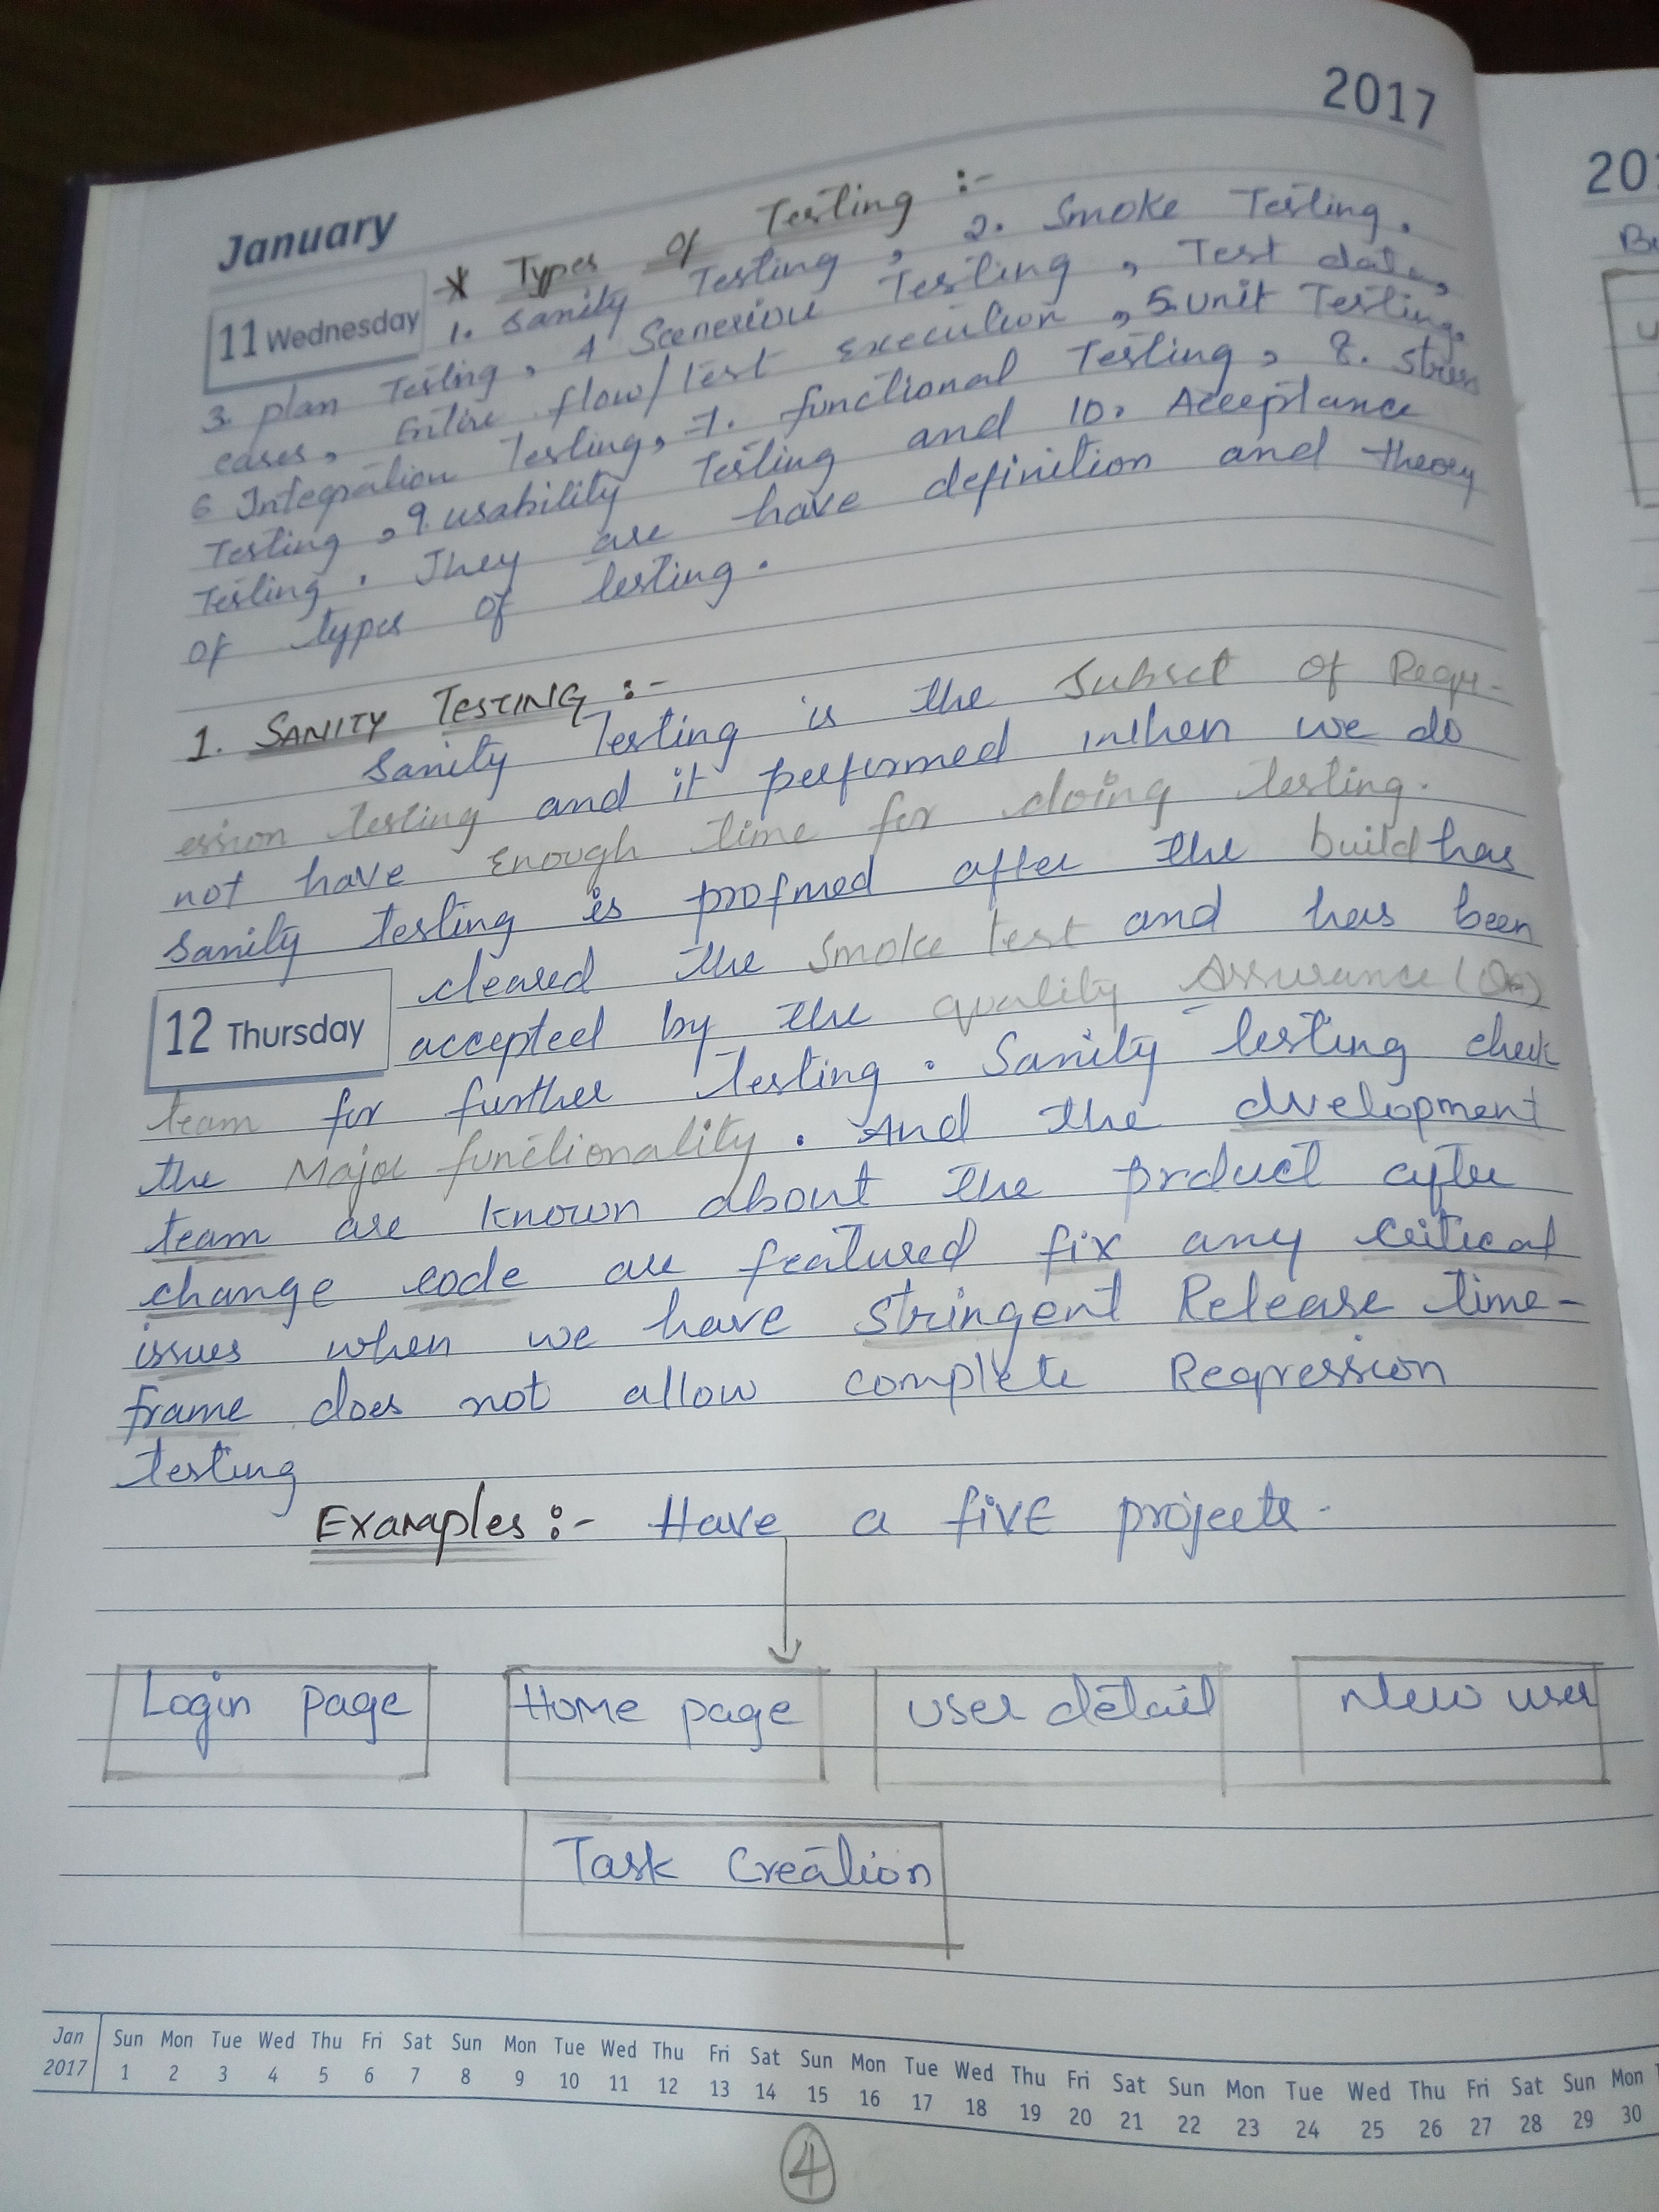 2017
January
* Types of Testing :-
11 Wednesday
1. Sanity Testing , 2. Smoke Testing.
3. plan Testing , 4 Sceneriou Testing , Test data,
cases, Entire flow/Test execution , 5. unit Testing,
6 Integration Testing, 7. functional Testing, 8. Stress
Testing , 9. usability Testing and 10. Acceptance
Testing . They are have definition and theory
of types of testing.
1. SANITY TESTING :-
Sanity Testing is the Subset of Regr-
ession testing and it performed inwhen we do
not have Enough time for doing testing.
Sanity testing is profmed after the build has
12 Thursday
cleared the Smoke test and has been
accepted by the quality Assurance (QA)
team for further Testing . Sanity testing chek
the Major functionality . And the dvelopment
team are known about the prduct after
change code are featured fix any critical
issues when we have Stringent Release time-
frame does not allow complete Regression
testing
Examples :- Have a fivE projects.
Login page Home page User detail New user
Task Creation
Jan Sun Mon Tue Wed Thu Fri Sat Sun Mon Tue Wed Thu Fri Sat Sun Mon Tue Wed Thu Fri Sat Sun Mon Tue Wed Thu Fri Sat Sun Mon
2017 1 2 3 4 5 6 7 8 9 10 11 12 13 14 15 16 17 18 19 20 21 22 23 24 25 26 27 28 29 30
4